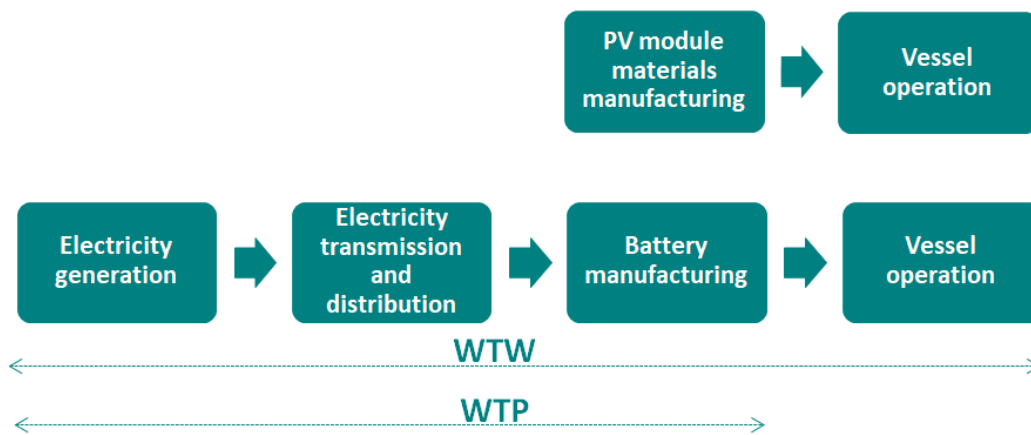 PV module
materials
manufacturing
Vessel
operation
Electricity
generation
Electricity
transmission
and
distribution
Battery
manufacturing
Vessel
operation
WTW
WTP